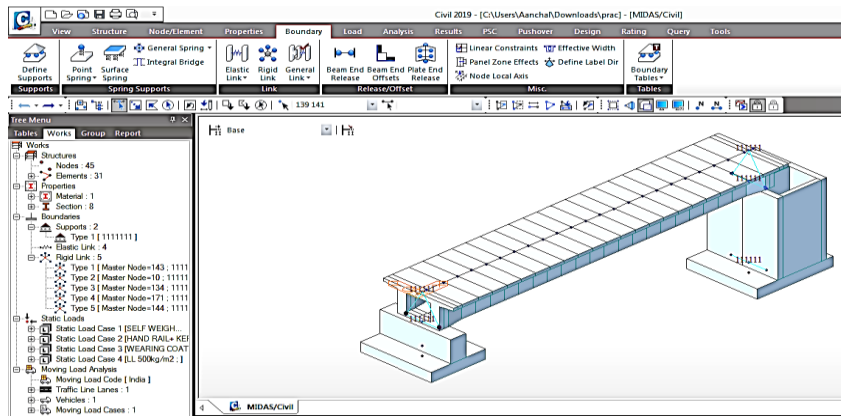 Civil 2019 - [C:\Users\Aanchal\Downloads\prac] - [MIDAS/Civil]
View Structure Node/Element Properties Boundary Load Analysis Results PSC Pushover Design Rating Query Tools
Define Supports
Point Spring
Surface Spring
General Spring
Integral Bridge
Elastic Link
Rigid Link
General Link
Beam End Release
Beam End Offsets
Plate End Release
Linear Constraints
Effective Width
Panel Zone Effects
Define Label Dir
Node Local Axis
Boundary Tables
Supports Spring Supports Link Release/Offset Misc. Tables
139 141
Tree Menu
Tables Works Group Report
Base
Works
Structures
Nodes : 45
Elements : 31
Properties
Material : 1
Section : 8
Boundaries
Supports : 2
Type 1 [ 1111111 ]
Elastic Link : 4
Rigid Link : 5
Type 1 [ Master Node=143 ; 1111
Type 2 [ Master Node=10 ; 1111
Type 3 [ Master Node=134 ; 1111
Type 4 [ Master Node=171 ; 1111
Type 5 [ Master Node=144 ; 1111
Static Loads
Static Load Case 1 [SELF WEIGH...
Static Load Case 2 [HAND RAIL+ KEF
Static Load Case 3 [WEARING COAT
Static Load Case 4 [LL 500kg/m2 ; ]
Moving Load Analysis
Moving Load Code [ India ]
Traffic Line Lanes : 1
Vehicles : 1
Moving Load Cases : 1
111111
111111
111111
MIDAS/Civil